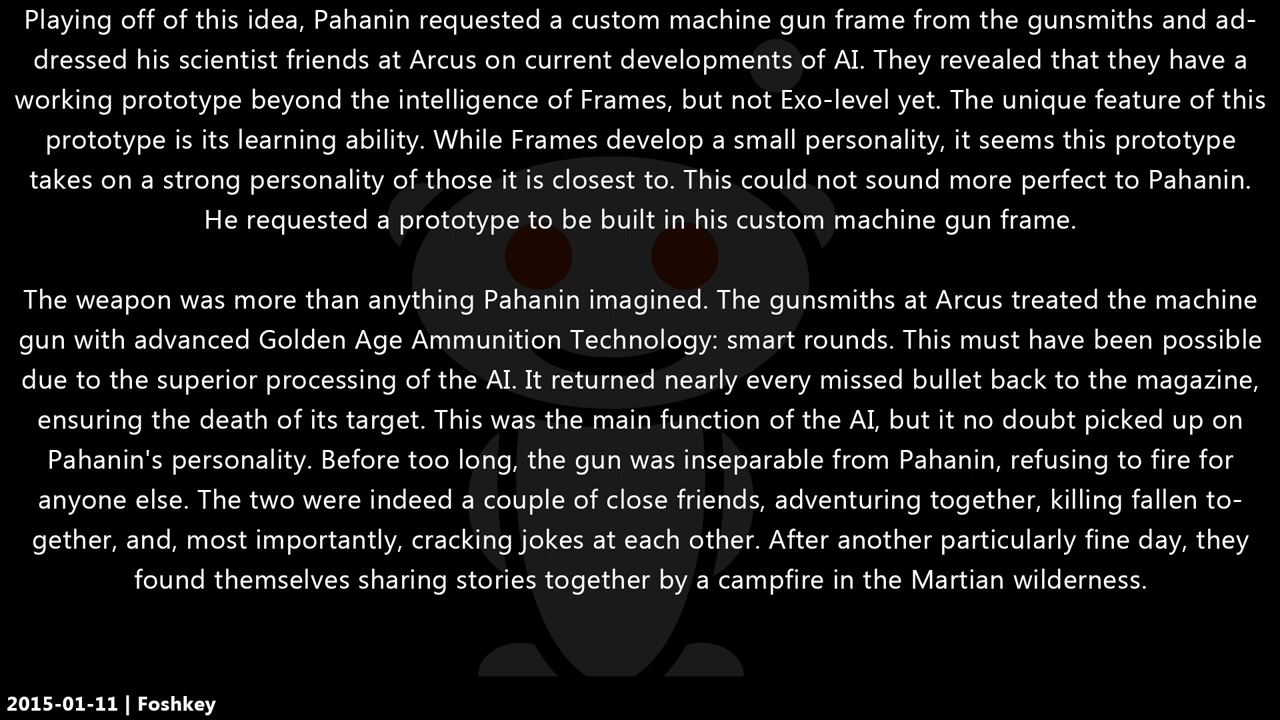 Playing off of this idea, Pahanin requested a custom machine gun frame from the gunsmiths and ad-
dressed his scientist friends at Arcus on current developments of AI. They revealed that they have a
working prototype beyond the intelligence of Frames, but not Exo-level yet. The unique feature of this
prototype is its learning ability. While Frames develop a small personality, it seems this prototype
takes on a strong personality of those it is closest to. This could not sound more perfect to Pahanin.
He requested a prototype to be built in his custom machine gun frame.
The weapon was more than anything Pahanin imagined. The gunsmiths at Arcus treated the machine
gun with advanced Golden Age Ammunition Technology: smart rounds. This must have been possible
due to the superior processing of the AI. It returned nearly every missed bullet back to the magazine,
ensuring the death of its target. This was the main function of the AI, but it no doubt picked up on
Pahanin's personality. Before too long, the gun was inseparable from Pahanin, refusing to fire for
anyone else. The two were indeed a couple of close friends, adventuring together, killing fallen to-
gether, and, most importantly, cracking jokes at each other. After another particularly fine day, they
found themselves sharing stories together by a campfire in the Martian wilderness.
2015-01-11 | Foshkey